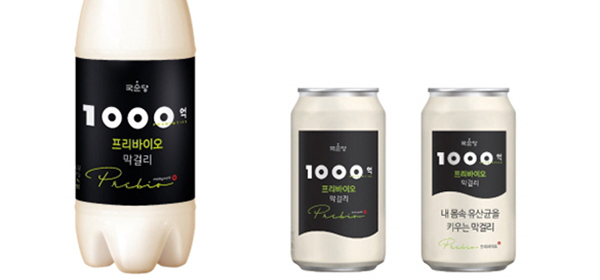 국순당
1000억
프리바이오
막걸리
Prebio
국순당
1000억
프리바이오
막걸리
Prebio
국순당
1000억
프리바이오
막걸리
내 몸속 유산균을
키우는 막걸리
Prebio